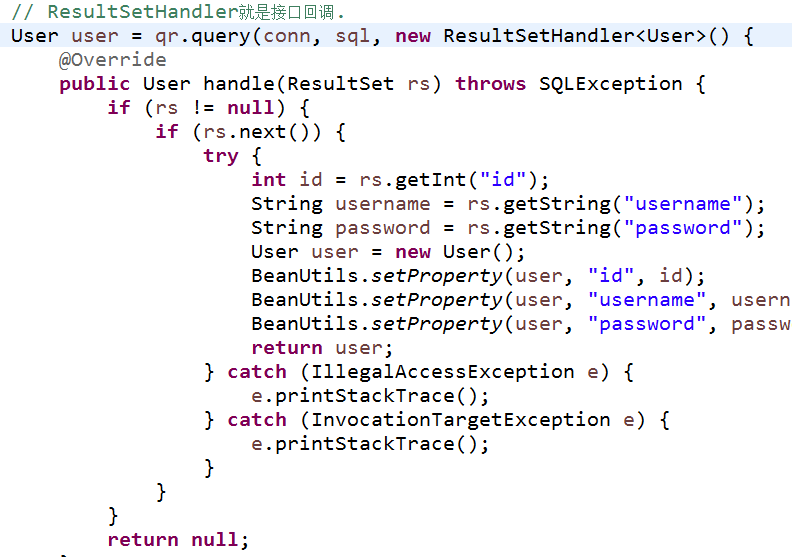 // ResultSetHandler就是接口回调.
User user = qr.query(conn, sql, new ResultSetHandler<User>() {
@Override
public User handle(ResultSet rs) throws SQLException {
if (rs != null) {
if (rs.next()) {
try {
int id = rs.getInt("id");
String username = rs.getString("username");
String password = rs.getString("password");
User user = new User();
BeanUtils.setProperty(user, "id", id);
BeanUtils.setProperty(user, "username", usern
BeanUtils.setProperty(user, "password", passw
return user;
} catch (IllegalAccessException e) {
e.printStackTrace();
} catch (InvocationTargetException e) {
e.printStackTrace();
}
}
}
return null;